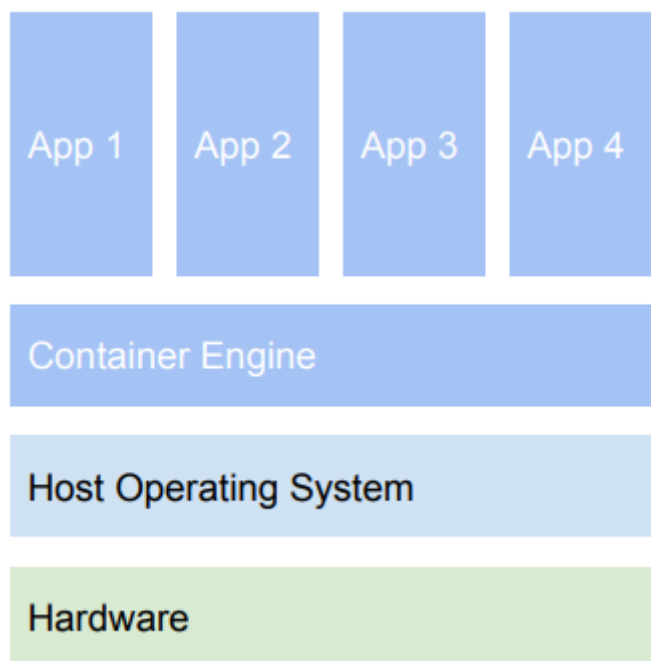 App 1
App 2
App 3
App 4
Container Engine
Host Operating System
Hardware